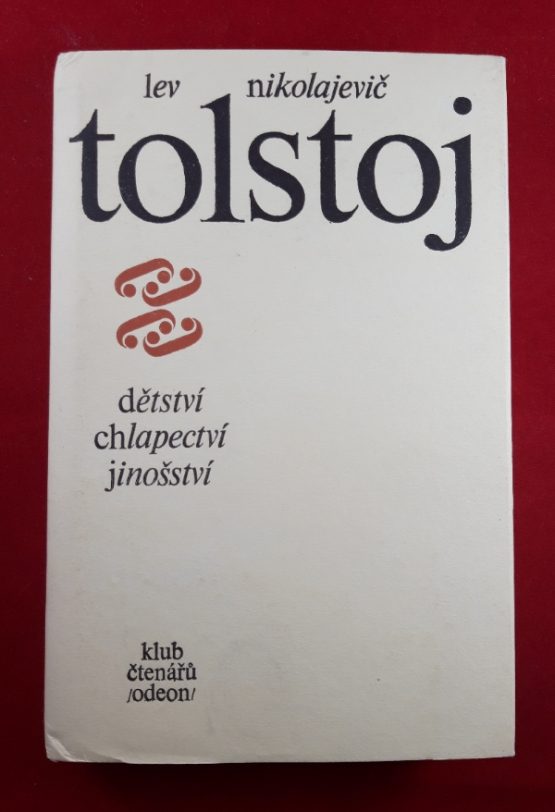 lev nikolajevič
tolstoj
dětství
chlapectví
jinošství
klub
čtenářů
/odeon/